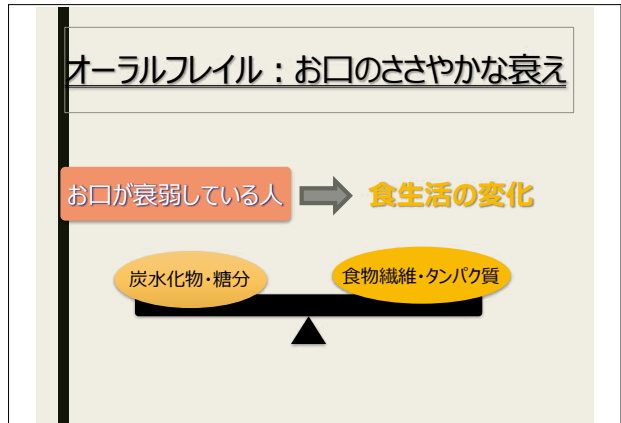 オーラルフレイル：お口のささやかな衰え
お口が衰弱している人
食生活の変化
炭水化物・糖分
食物繊維・タンパク質